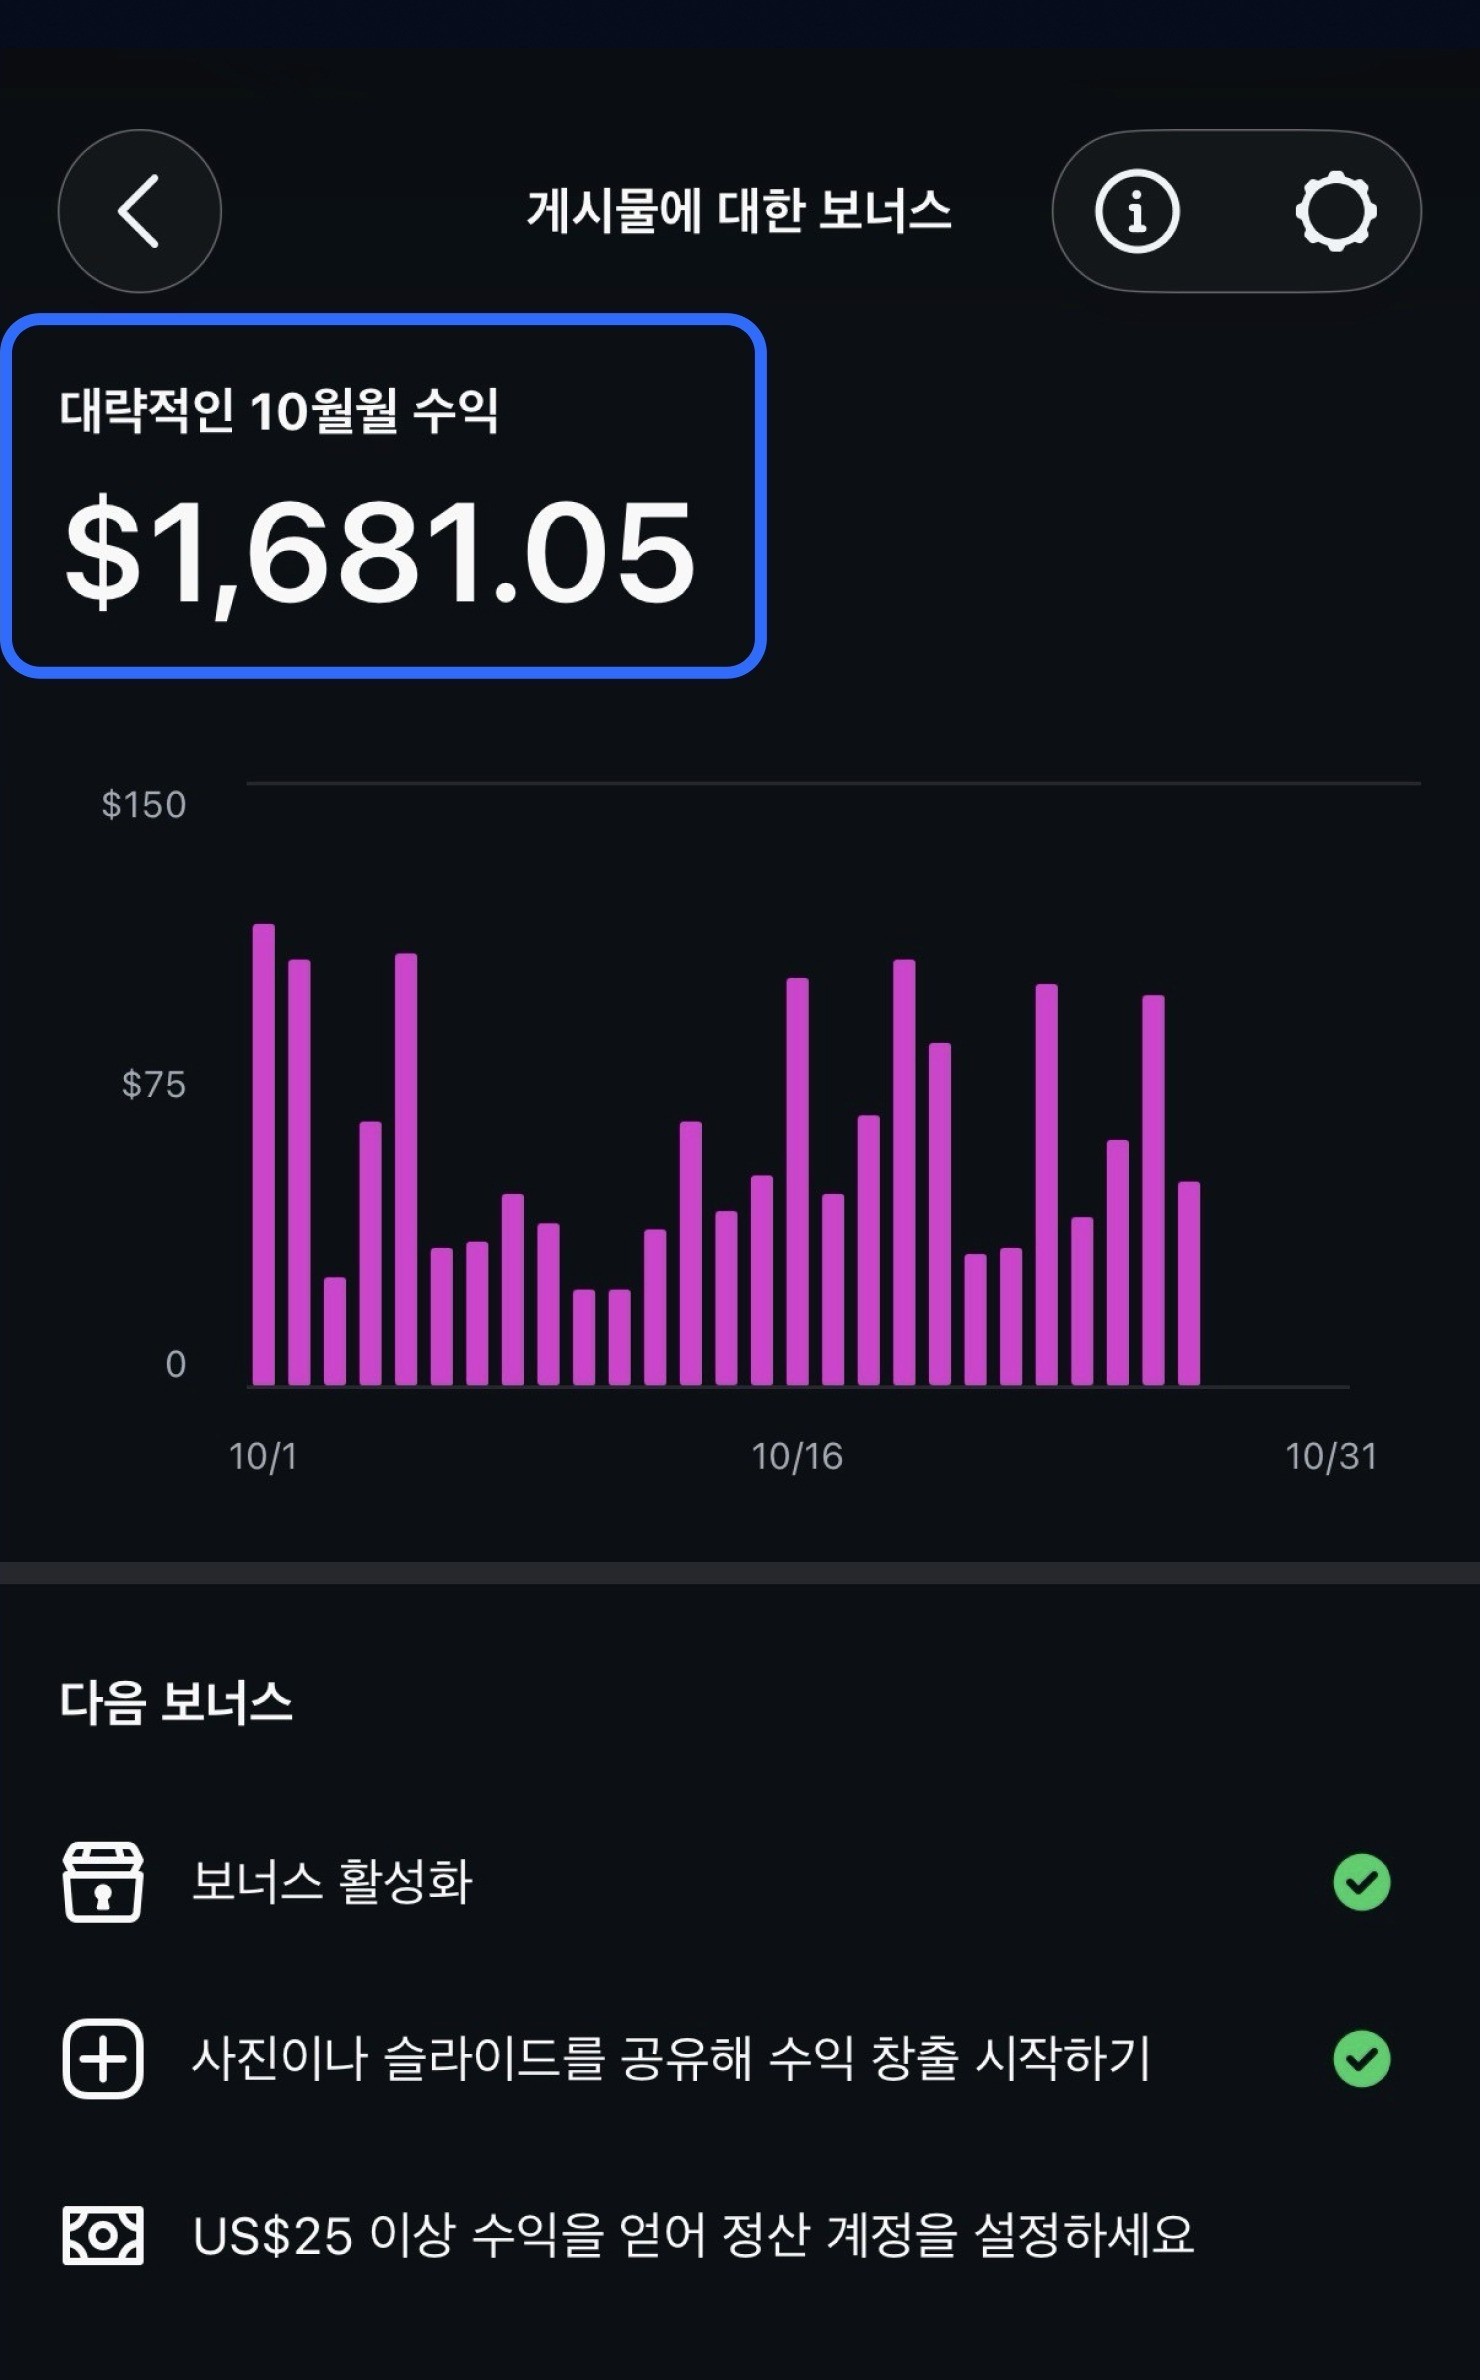 게시물에 대한 보너스
대략적인 10월월 수익
$1,681.05
$150
$75
0
10/1
10/16
10/31
다음 보너스
보너스 활성화
사진이나 슬라이드를 공유해 수익 창출 시작하기
US$25 이상 수익을 얻어 정산 계정을 설정하세요